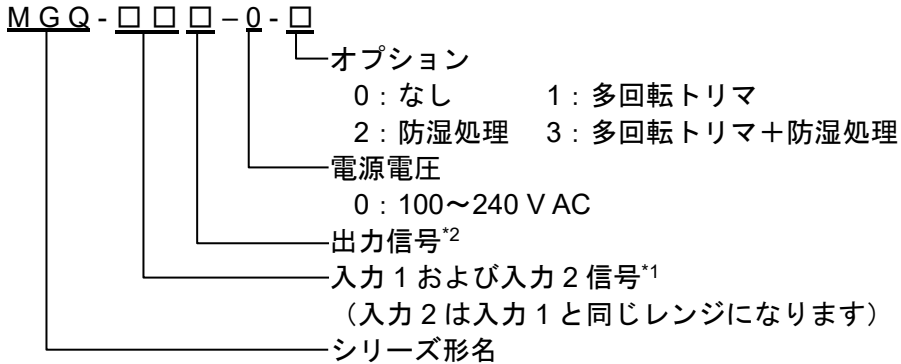 MGQ-□□□–0-□
オプション
0：なし 1：多回転トリマ
2：防湿処理 3：多回転トリマ＋防湿処理
電源電圧
0：100～240 V AC
出力信号*2
入力 1 および入力 2 信号*1
（入力 2 は入力 1 と同じレンジになります）
シリーズ形名